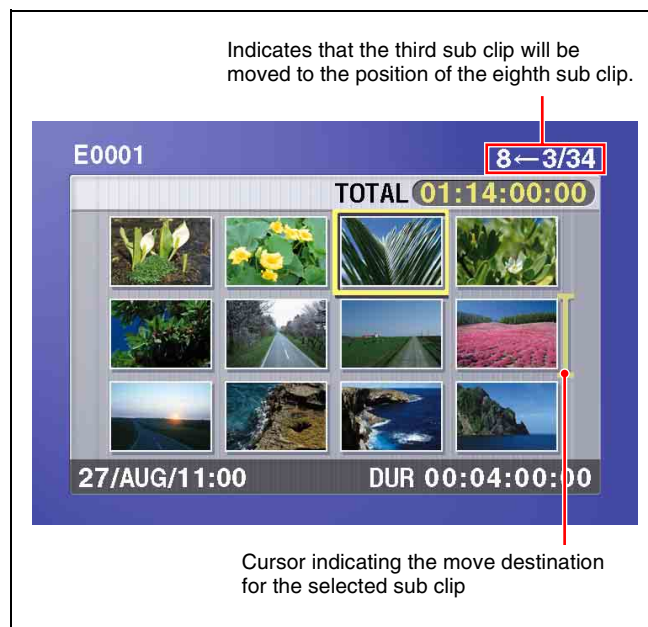 Indicates that the third sub clip will be
moved to the position of the eighth sub clip.
E0001
8←3/34
TOTAL 01:14:00:00
27/AUG/11:00
DUR 00:04:00:00
Cursor indicating the move destination
for the selected sub clip